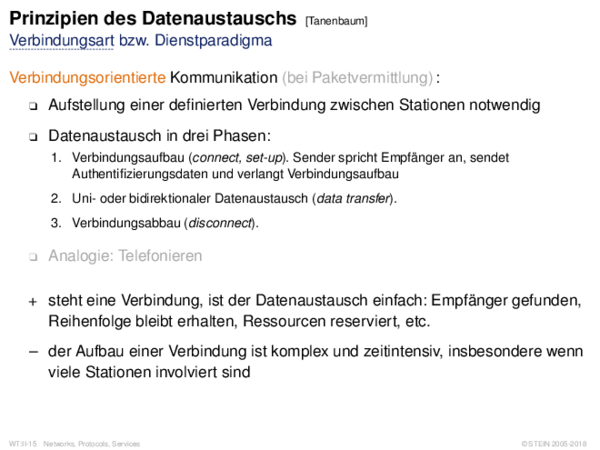 Prinzipien des Datenaustauschs [Tanenbaum]
Verbindungsart bzw. Dienstparadigma
Verbindungsorientierte Kommunikation (bei Paketvermittlung) :
❑ Aufstellung einer definierten Verbindung zwischen Stationen notwendig
❑ Datenaustausch in drei Phasen:
1. Verbindungsaufbau (connect, set-up). Sender spricht Empfänger an, sendet
Authentifizierungsdaten und verlangt Verbindungsaufbau
2. Uni- oder bidirektionaler Datenaustausch (data transfer).
3. Verbindungsabbau (disconnect).
❑ Analogie: Telefonieren
+ steht eine Verbindung, ist der Datenaustausch einfach: Empfänger gefunden,
Reihenfolge bleibt erhalten, Ressourcen reserviert, etc.
– der Aufbau einer Verbindung ist komplex und zeitintensiv, insbesondere wenn
viele Stationen involviert sind
WT:II-15 Networks, Protocols, Services © STEIN 2005-2018